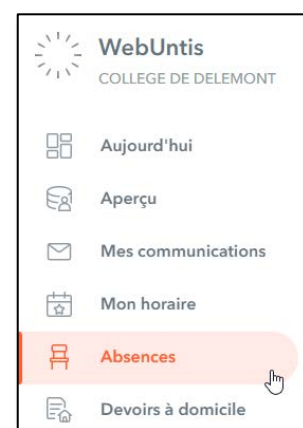 WebUntis
COLLEGE DE DELEMONT
Aujourd'hui
Aperçu
Mes communications
Mon horaire
Absences
Devoirs à domicile